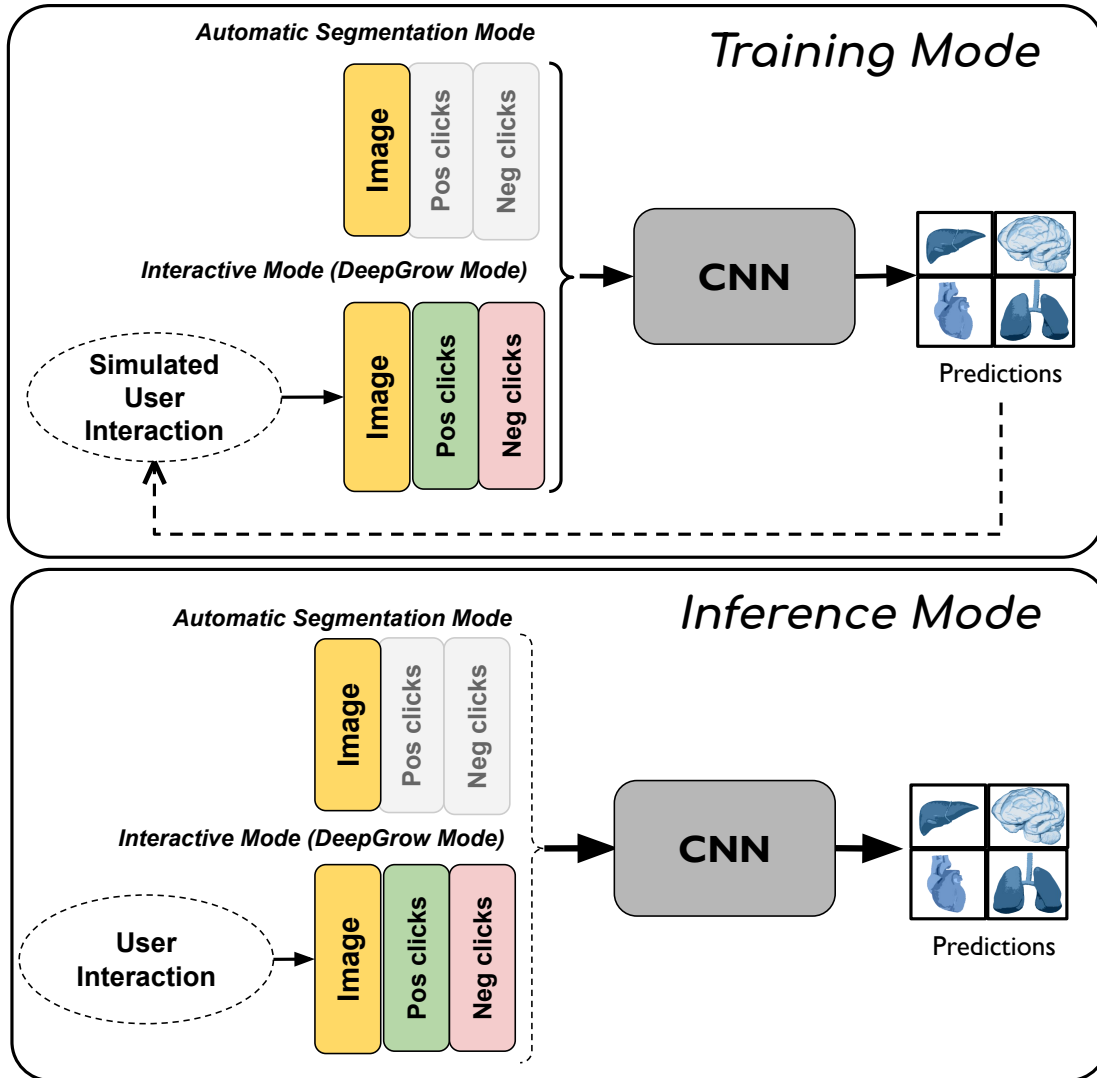 Automatic Segmentation Mode
Training Mode
Image
Pos clicks
Neg clicks
Interactive Mode (DeepGrow Mode)
CNN
Simulated
User
Interaction
Image
Pos clicks
Neg clicks
Predictions
Inference Mode
Automatic Segmentation Mode
Image
Pos clicks
Neg clicks
Interactive Mode (DeepGrow Mode)
CNN
User
Interaction
Image
Pos clicks
Neg clicks
Predictions